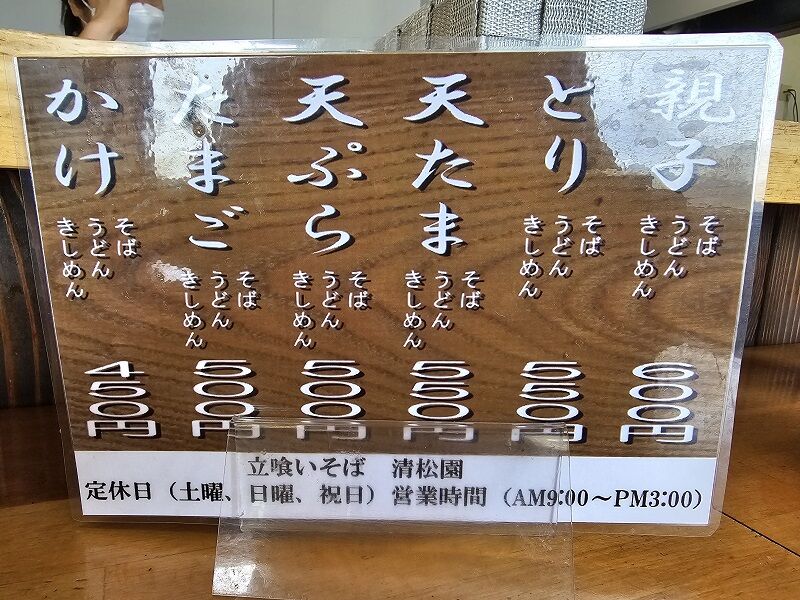 親子
そば
うどん
きしめん
600円
とり
そば
うどん
きしめん
550円
天たま
そば
うどん
きしめん
550円
天ぷら
そば
うどん
きしめん
500円
たまご
そば
うどん
きしめん
500円
かけ
そば
うどん
きしめん
450円
立喰いそば 清松園
定休日（土曜、日曜、祝日）営業時間（AM9:00～PM3:00）